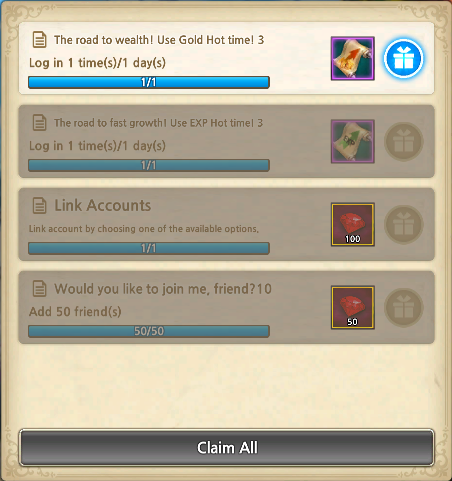 The road to wealth! Use Gold Hot time! 3
Log in 1 time(s)/1 day(s)
1/1
The road to fast growth! Use EXP Hot time! 3
Log in 1 time(s)/1 day(s)
1/1
Link Accounts
Link account by choosing one of the available options,
1/1
100
Would you like to join me, friend?10
Add 50 friend(s)
50/50
50
Claim All